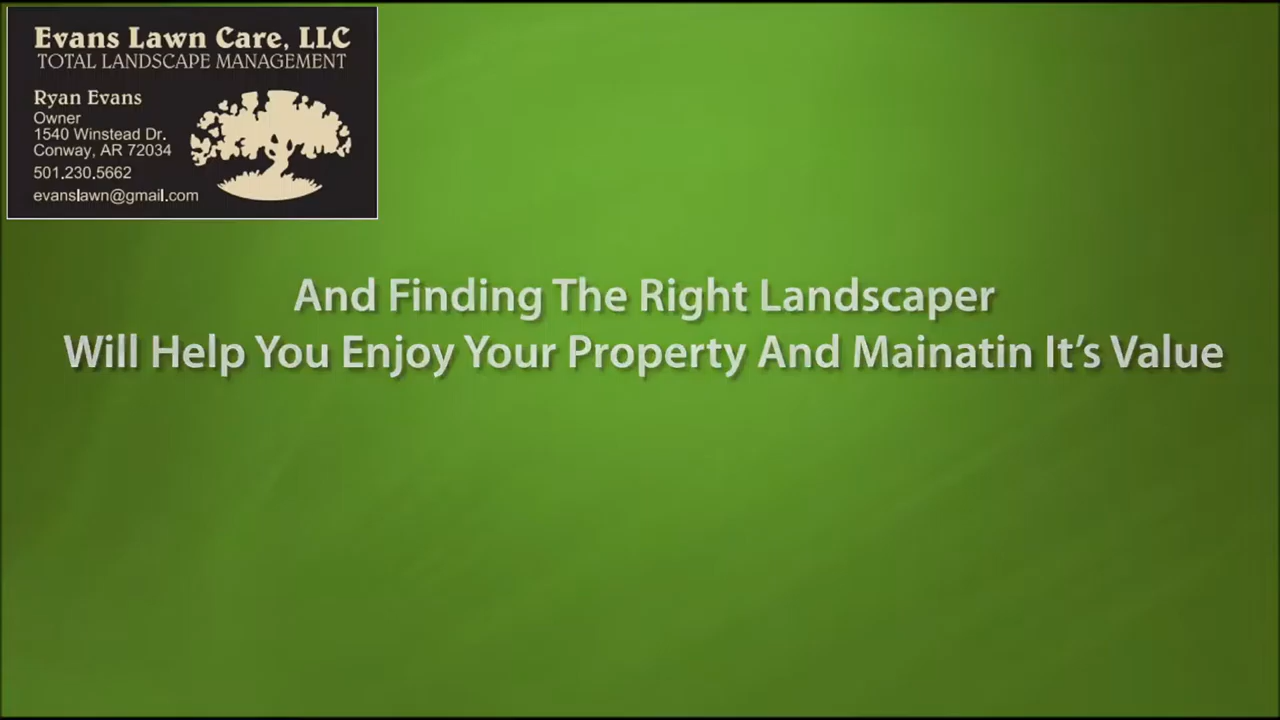 Evans Lawn Care, LLC
TOTAL LANDSCAPE MANAGEMENT
Ryan Evans
Owner
1540 Winstead Dr.
Conway, AR 72034
501.230.5662
evanslawn@gmail.com
And Finding The Right Landscaper
Will Help You Enjoy Your Property And Mainatin It’s Value